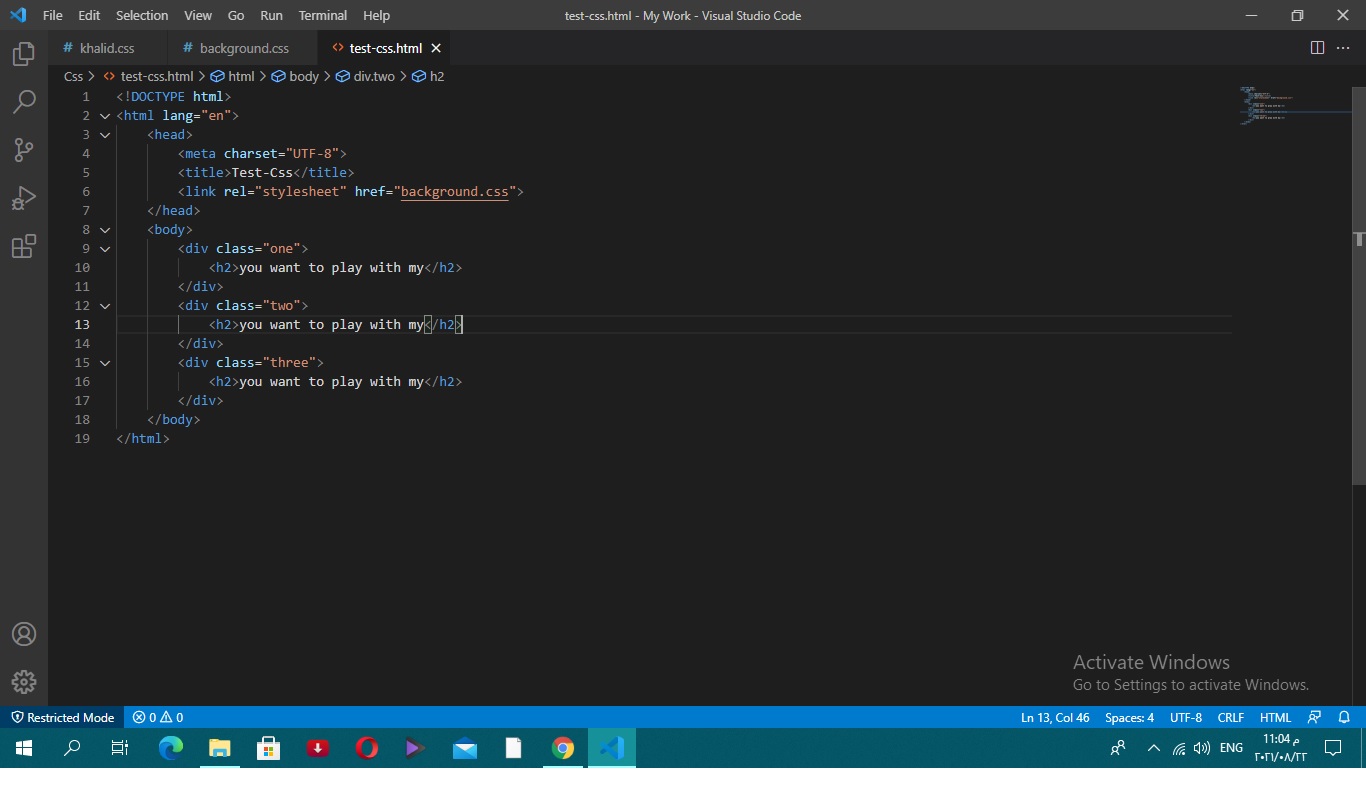 File Edit Selection View Go Run Terminal Help test-css.html - My Work - Visual Studio Code
# khalid.css # background.css <> test-css.html
Css > <> test-css.html > html > body > div.two > h2
1 <!DOCTYPE html>
2 <html lang="en">
3 <head>
4 <meta charset="UTF-8">
5 <title>Test-Css</title>
6 <link rel="stylesheet" href="background.css">
7 </head>
8 <body>
9 <div class="one">
10 <h2>you want to play with my</h2>
11 </div>
12 <div class="two">
13 <h2>you want to play with my</h2>
14 </div>
15 <div class="three">
16 <h2>you want to play with my</h2>
17 </div>
18 </body>
19 </html>
Activate Windows
Go to Settings to activate Windows.
Restricted Mode 0 0 Ln 13, Col 46 Spaces: 4 UTF-8 CRLF HTML
ENG
11:04 م
٢٠٢١/٠٨/٢٢